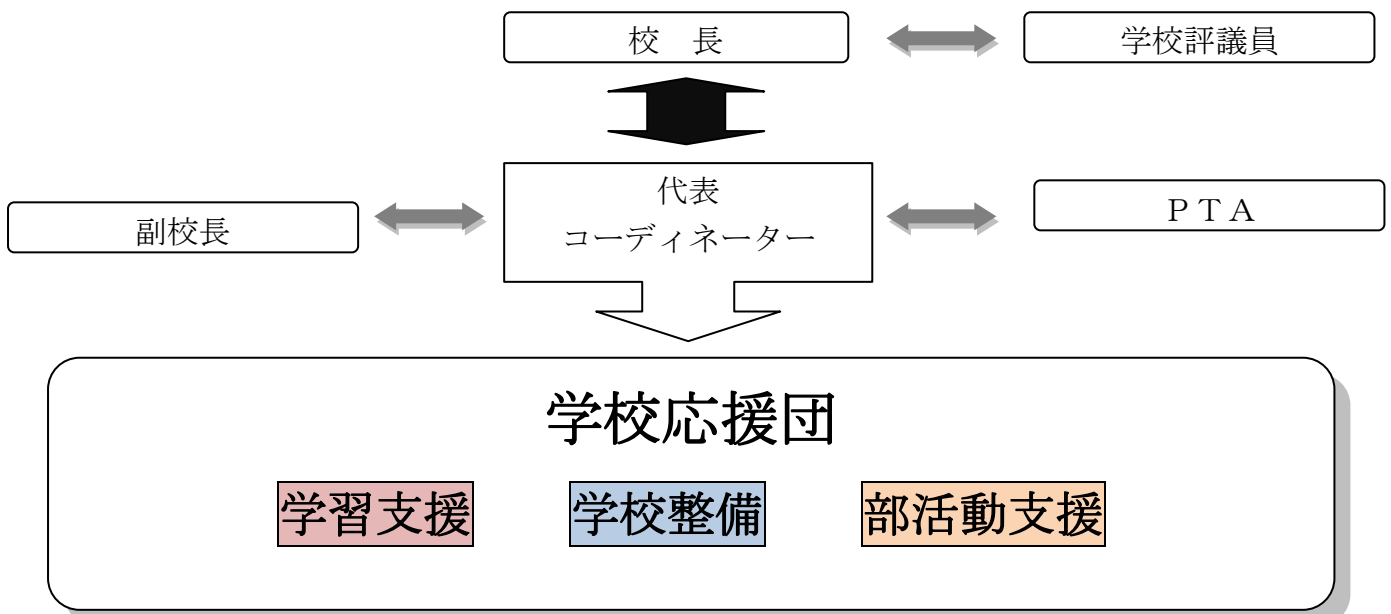 校　長
学校評議員
代表
コーディネーター
副校長
ＰＴＡ
学校応援団
学習支援
学校整備
部活動支援